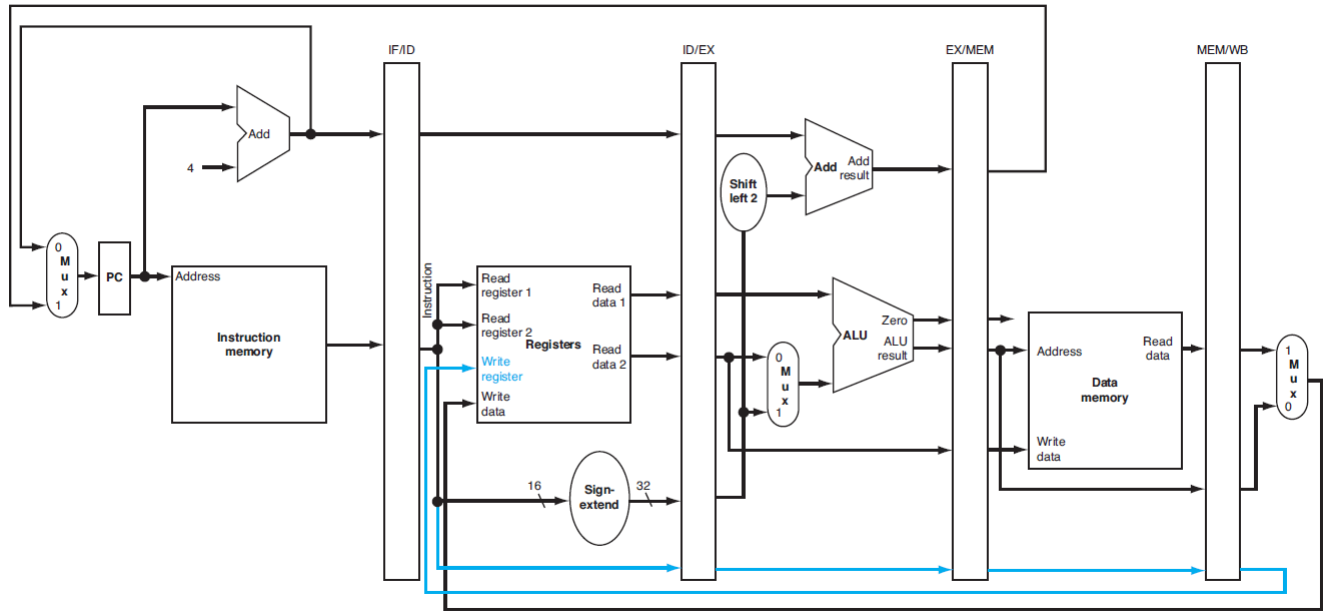 IF/ID
ID/EX
EX/MEM
MEM/WB
Add
4
Shift
left 2
Add
Add
result
0
M
u
x
1
PC
Address
Instruction
memory
Instruction
Read
register 1
Read
register 2
Write
register
Write
data
Registers
Read
data 1
Read
data 2
16
Sign-
extend
32
0
M
u
x
1
ALU
Zero
ALU
result
Address
Read
data
Data
memory
Write
data
1
M
u
x
0